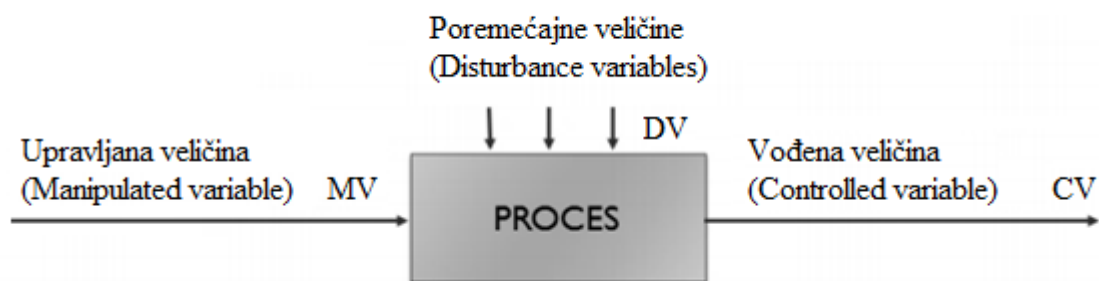 Poremećajne veličine
(Disturbance variables)
DV
Upravljana veličina
(Manipulated variable) MV
PROCES
Vođena veličina
(Controlled variable) CV